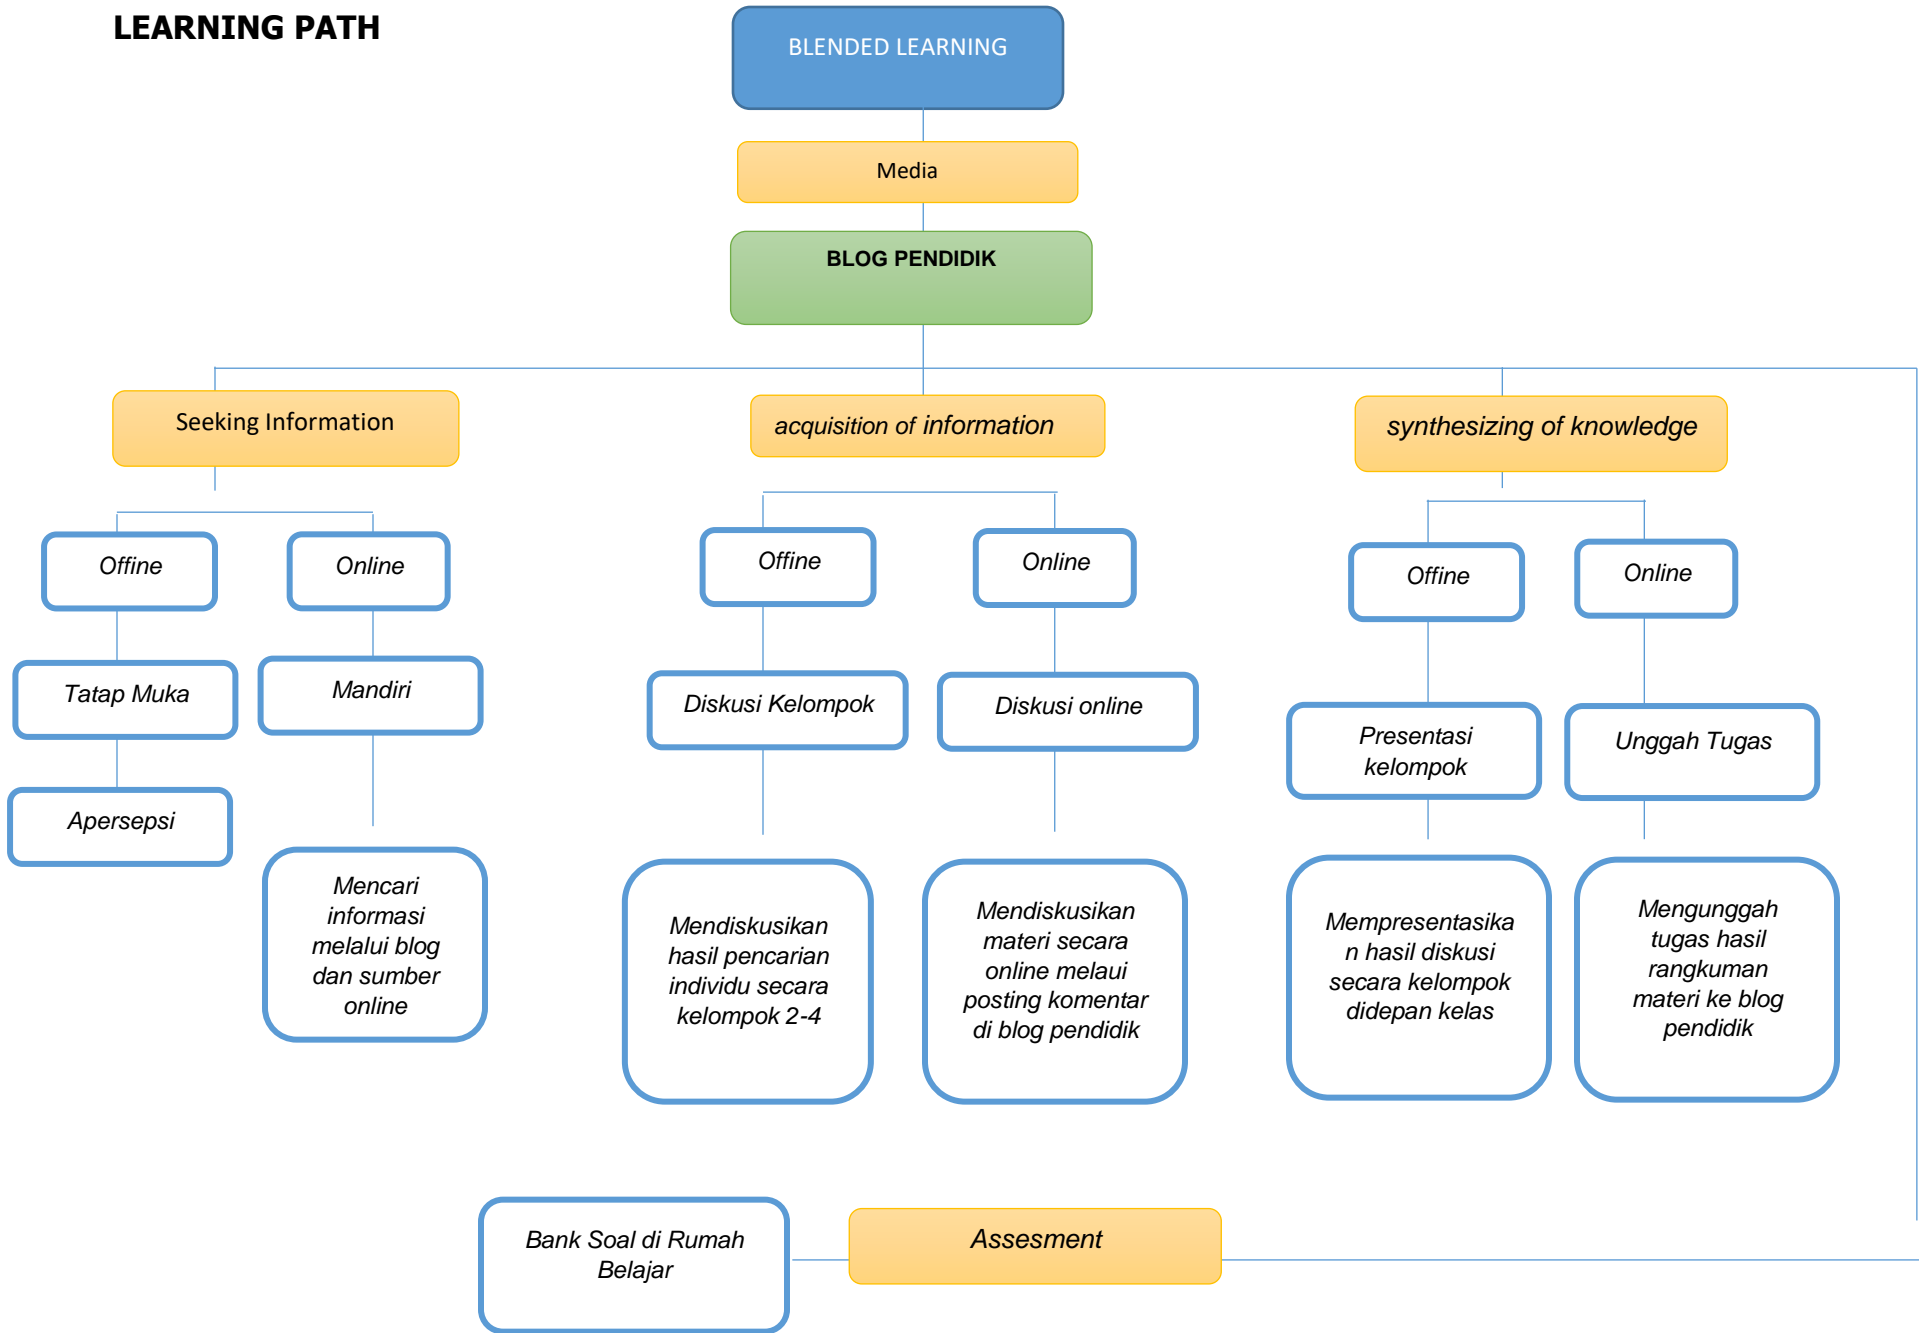 LEARNING PATH
BLENDED LEARNING
Media
BLOG PENDIDIK
Seeking Information
acquisition of information
synthesizing of knowledge
Offine
Online
Offine
Online
Offine
Online
Tatap Muka
Mandiri
Diskusi Kelompok
Diskusi online
Presentasi
kelompok
Unggah Tugas
Apersepsi
Mencari
informasi
melalui blog
dan sumber
online
Mendiskusikan
hasil pencarian
individu secara
kelompok 2-4
Mendiskusikan
materi secara
online melaui
posting komentar
di blog pendidik
Mempresentasika
n hasil diskusi
secara kelompok
didepan kelas
Mengunggah
tugas hasil
rangkuman
materi ke blog
pendidik
Bank Soal di Rumah
Belajar
Assesment